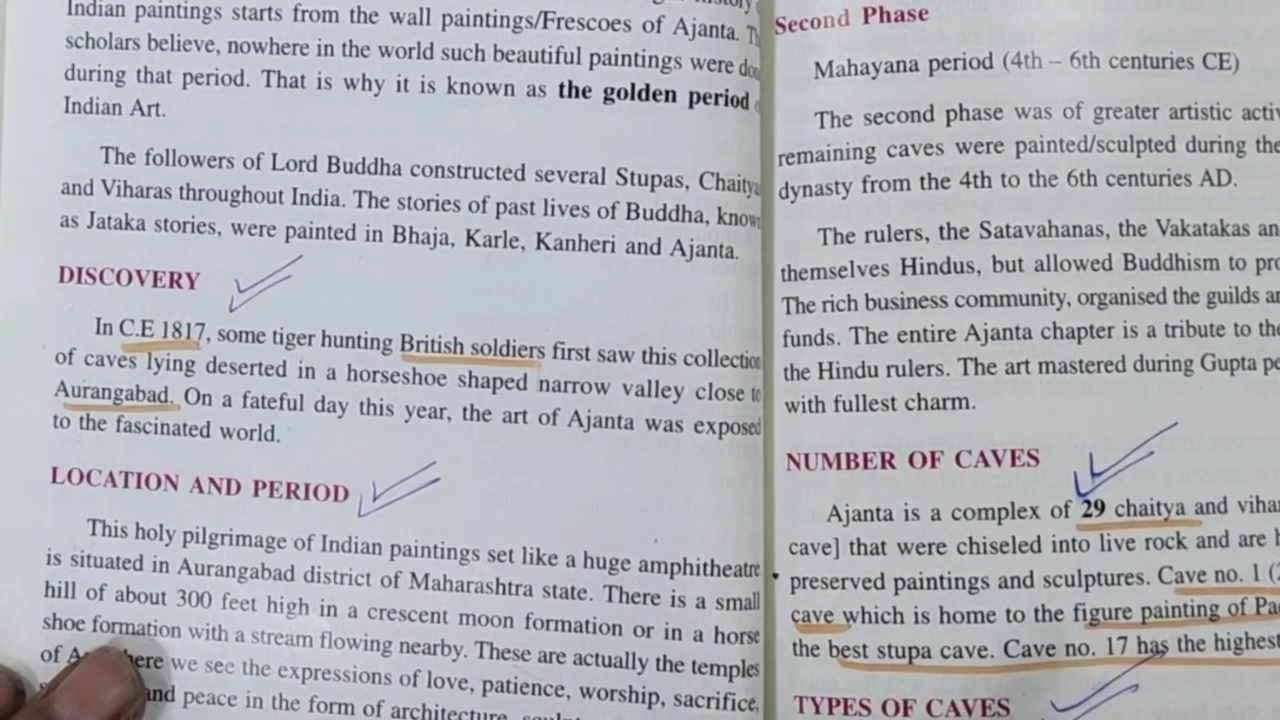 Indian paintings starts from the wall paintings/Frescoes of Ajanta.
scholars believe, nowhere in the world such beautiful paintings were
during that period. That is why it is known as the golden period
Indian Art.
The followers of Lord Buddha constructed several Stupas,
and Viharas throughout India. The stories of past lives of Buddha,
as Jataka stories, were painted in Bhaja, Karle, Kanheri and Ajanta.
DISCOVERY
In C.E 1817, some tiger hunting British soldiers first saw this
of caves lying deserted in a horseshoe shaped narrow valley close to
Aurangabad. On a fateful day this year, the art of Ajanta was exposed
to the fascinated world.
LOCATION AND PERIOD
This holy pilgrimage of Indian paintings set like a huge amphitheatre
is situated in Aurangabad district of Maharashtra state. There is a small
hill of about 300 feet high in a crescent moon formation or in a horse
shoe formation with a stream flowing nearby. These are actually the temples
of we see the expressions of love, patience, worship, sacrifice,
and peace in the form of architecture,
Second Phase
Mahayana period (4th – 6th centuries CE)
The second phase was of greater artistic
remaining caves were painted/sculpted during the
dynasty from the 4th to the 6th centuries AD.
The rulers, the Satavahanas, the Vakatakas
themselves Hindus, but allowed Buddhism to
The rich business community, organised the guilds
funds. The entire Ajanta chapter is a tribute to
the Hindu rulers. The art mastered during Gupta
with fullest charm.
NUMBER OF CAVES
Ajanta is a complex of 29 chaitya and
cave] that were chiseled into live rock and are
preserved paintings and sculptures. Cave no. 1
cave which is home to the figure painting of
the best stupa cave. Cave no. 17 has the highest
TYPES OF CAVES